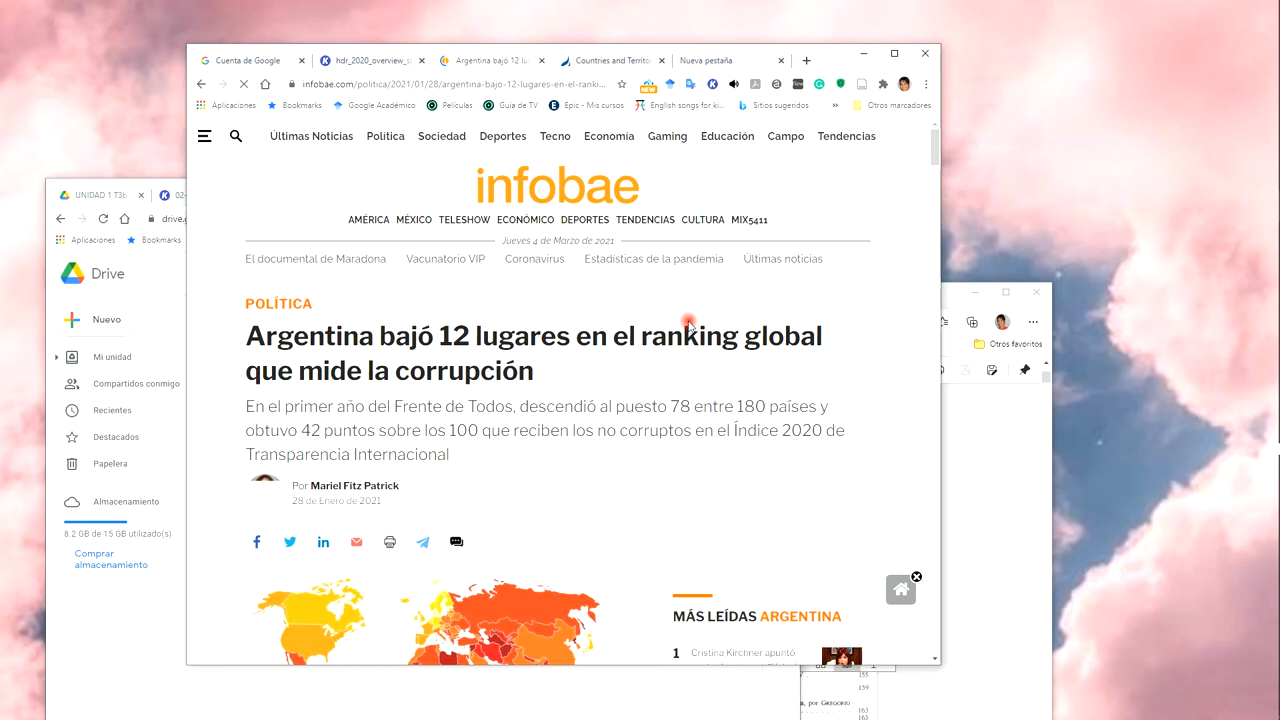 Cuenta de Google
hdr_2020_overview_s
Argentina bajó 12 lu
Countries and Territo
Nueva pestaña
infobae.com/politica/2021/01/28/argentina-bajo-12-lugares-en-el-ranki...
NEW
Aplicaciones
Bookmarks
Google Académico
Película
Guía de TV
Epic - Mis cursos
English songs for ki...
Sitios sugeridos
»
Otros marcadores
Últimas Noticias Política Sociedad Deportes Tecno Economía Gaming Educación Campo Tendencias
infobae
AMÉRICA MÉXICO TELESHOW ECONÓMICO DEPORTES TENDENCIAS CULTURA MIX5411
Jueves 4 de Marzo de 2021
El documental de Maradona Vacunatorio VIP Coronavirus Estadísticas de la pandemia Últimas noticias
POLÍTICA
Argentina bajó 12 lugares en el ranking global
que mide la corrupción
En el primer año del Frente de Todos, descendió al puesto 78 entre 180 países y
obtuvo 42 puntos sobre los 100 que reciben los no corruptos en el Índice 2020 de
Transparencia Internacional
Por Mariel Fitz Patrick
28 de Enero de 2021
MÁS LEÍDAS ARGENTINA
1 Cristina Kirchner apuntó
UNIDAD 1 T3b
02-
drive.g
Aplicaciones
Bookmarks
Drive
Nuevo
Mi unidad
Compartidos conmigo
Recientes
Destacados
Papelera
Almacenamiento
8.2 GB de 15 GB utilizado(s)
Comprar
almacenamiento
Otros favoritos
155
159
a, por GREGORIO
163
163